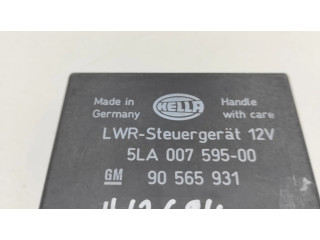 Made in HELLA Handle
Germany with care
LWR-Steuergerät 12V
5LA 007 595-00
GM 90 565 931